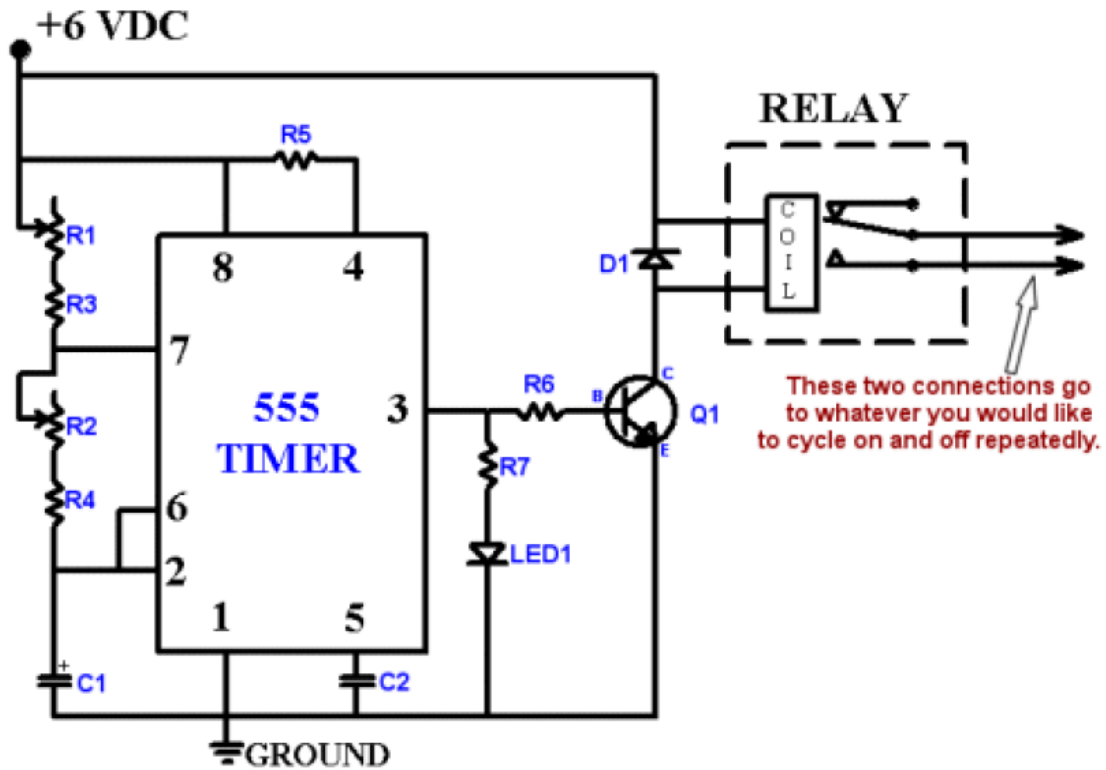 +6 VDC
RELAY
R5
C
O
I
L
R1
8
4
D1
R3
7
These two connections go
to whatever you would like
to cycle on and off repeatedly.
R6
C
B
Q1
E
R2
555
TIMER
3
R7
R4
6
LED1
2
1
5
+
C1
C2
GROUND